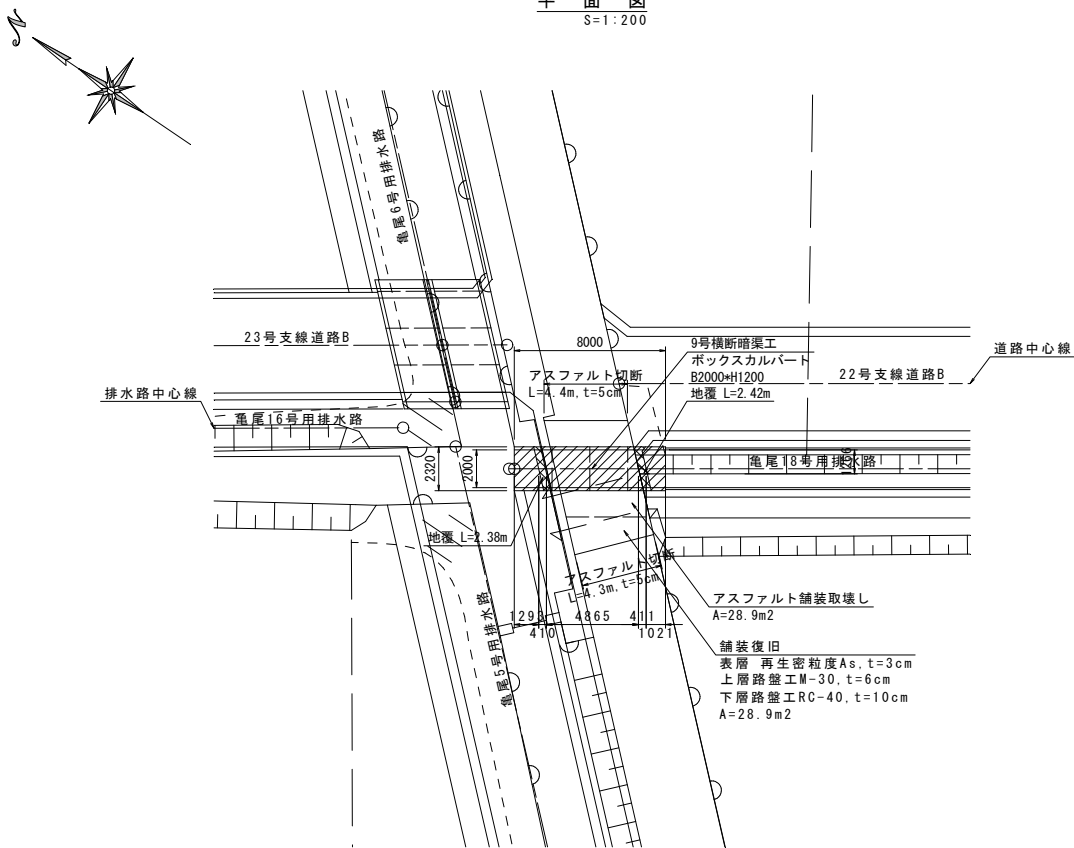 平面図
S=1:200
N
亀尾6号用排水路
23号支線道路B
8000
9号横断暗渠工
ボックスカルバート
B2000*H1200
地覆 L=2.42m
道路中心線
22号支線道路B
アスファルト切断
L=4.4m,t=5cm
排水路中心線
亀尾16号用排水路
2320
2000
亀尾18号用排水路
地覆 L=2.38m
アスファルト切断
L=4.3m,t=5cm
1293
4865
411
410
1021
アスファルト舗装取壊し
A=28.9m2
亀尾5号用排水路
舗装復旧
表層 再生密粒度As,t=3cm
上層路盤工M-30,t=6cm
下層路盤工RC-40,t=10cm
A=28.9m2